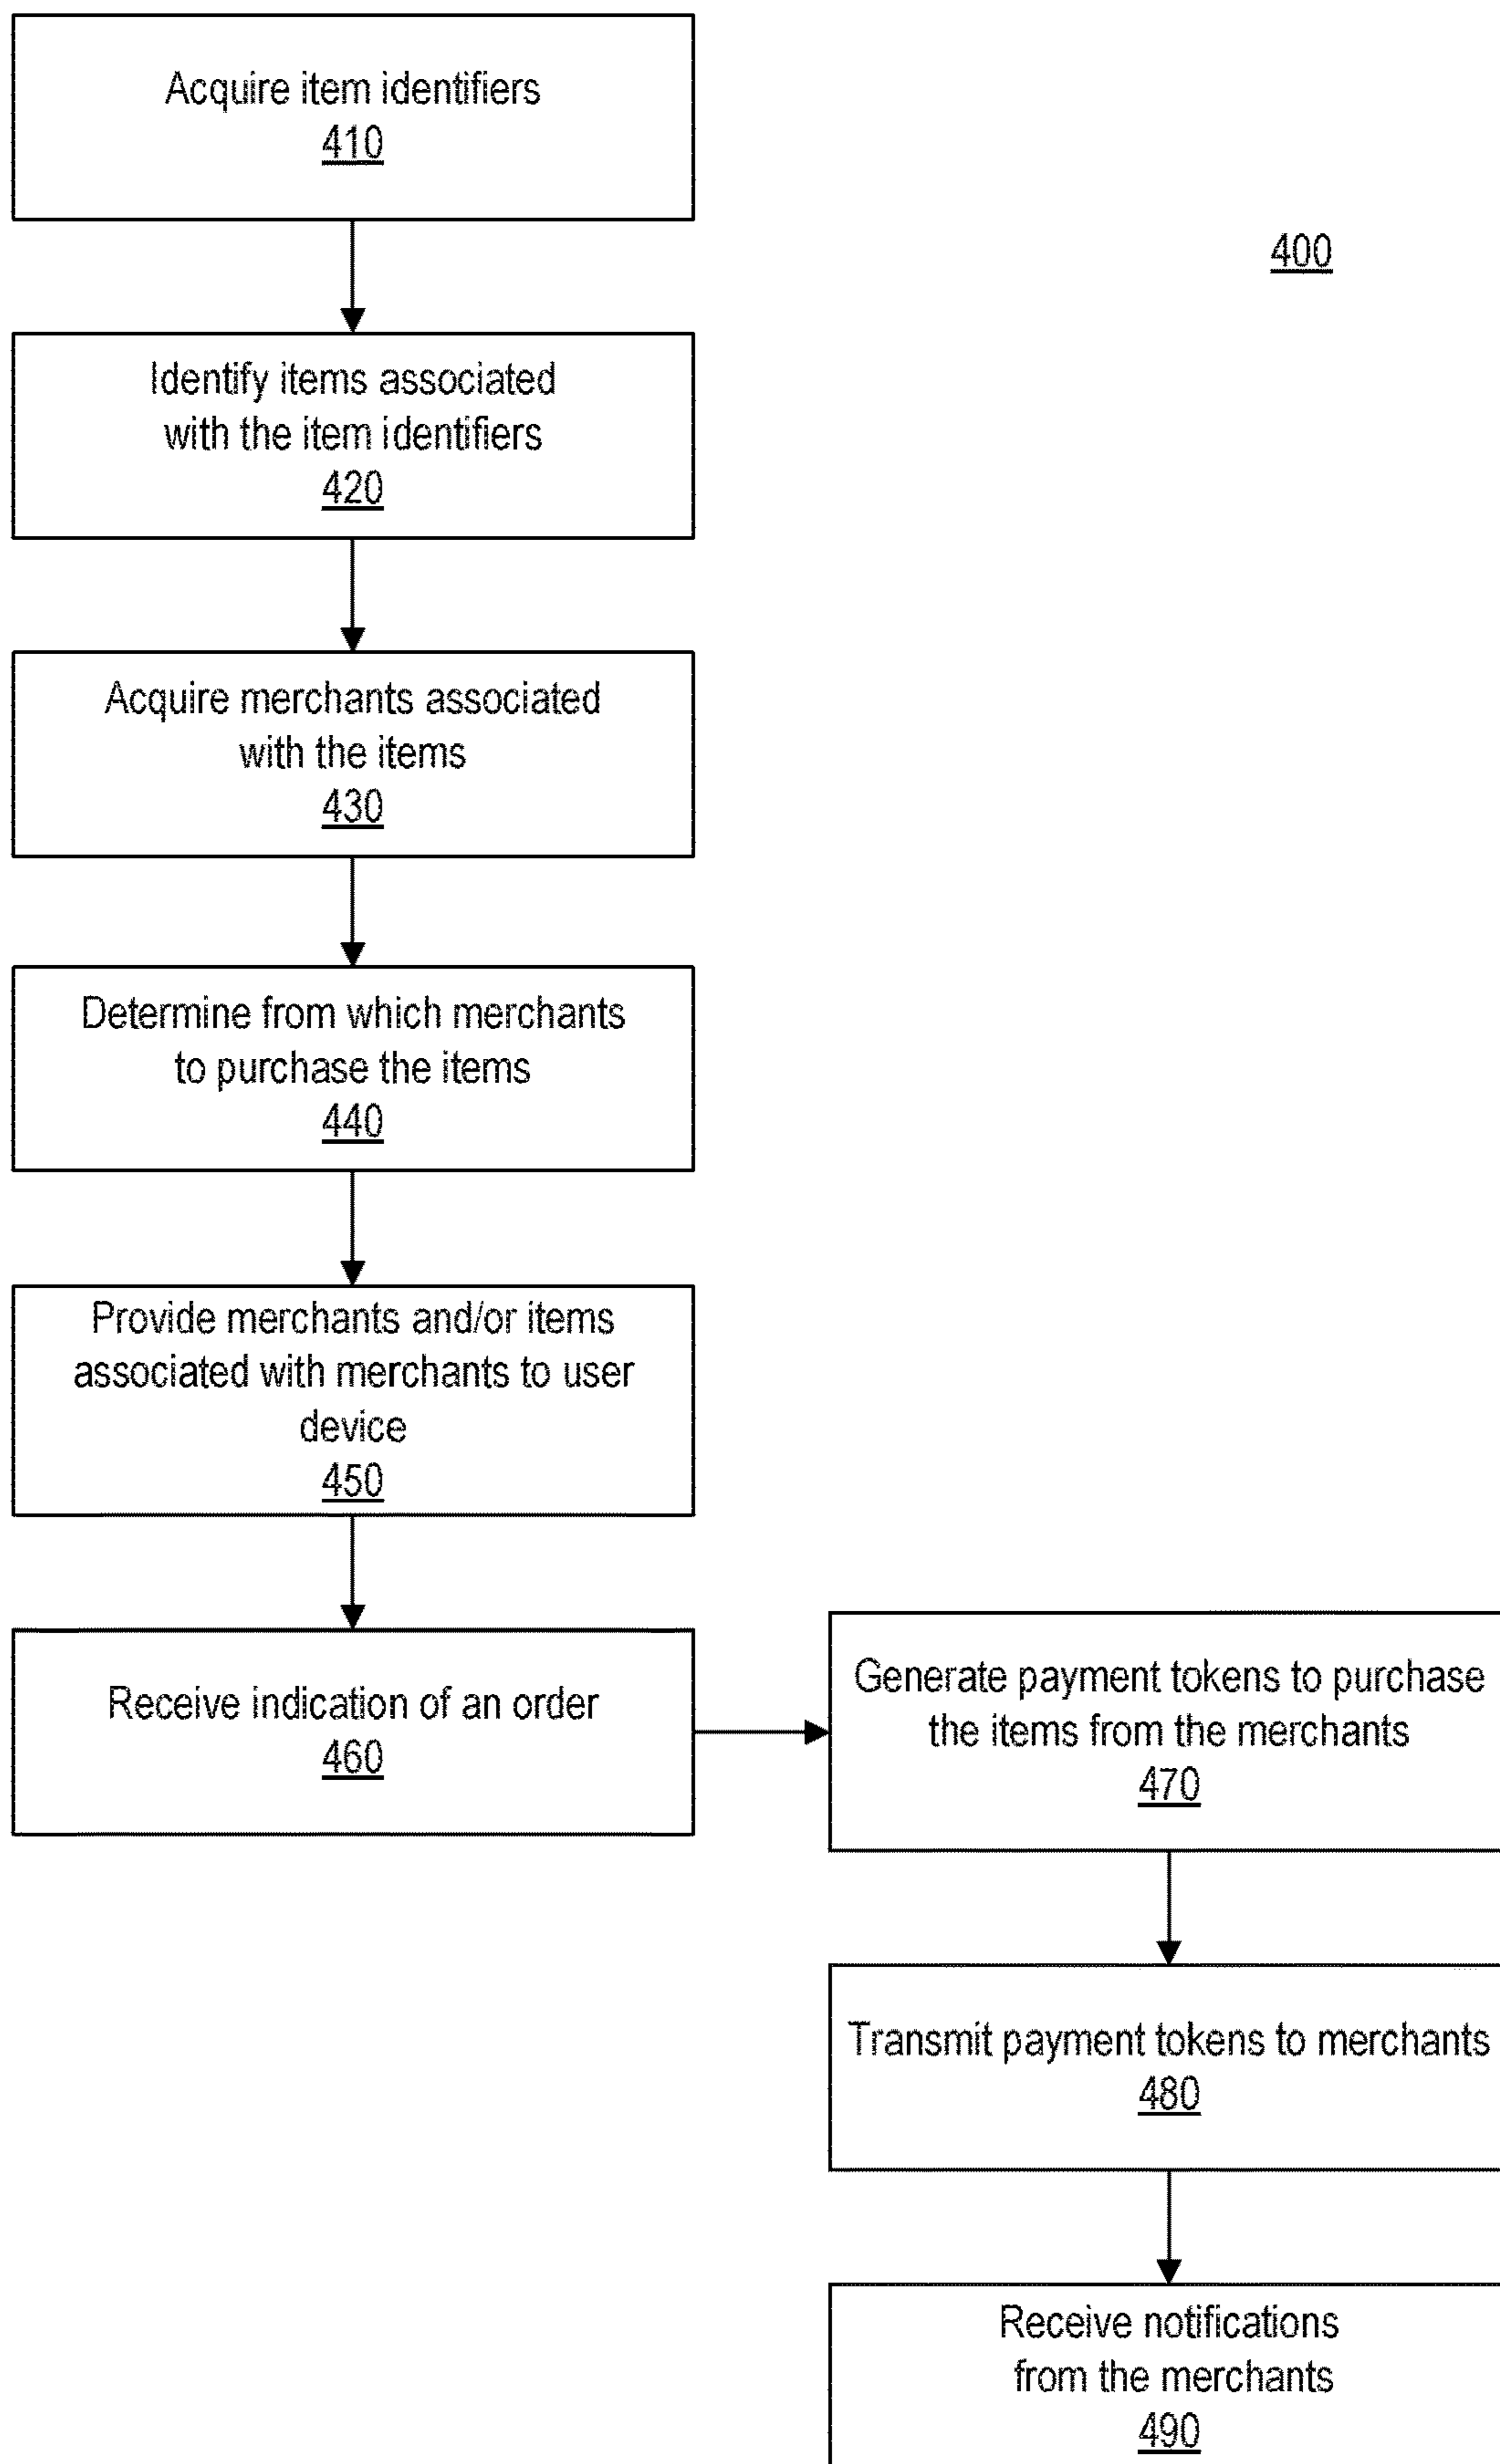 Acquire item identifiers
410
400
Identify items associated
with the item identifiers
420
Acquire merchants associated
with the items
430
Determine from which merchants
to purchase the items
440
Provide merchants and/or items
associated with merchants to user
device
450
Receive indication of an order
460
Generate payment tokens to purchase
the items from the merchants
470
Transmit payment tokens to merchants
480
Receive notifications
from the merchants
490